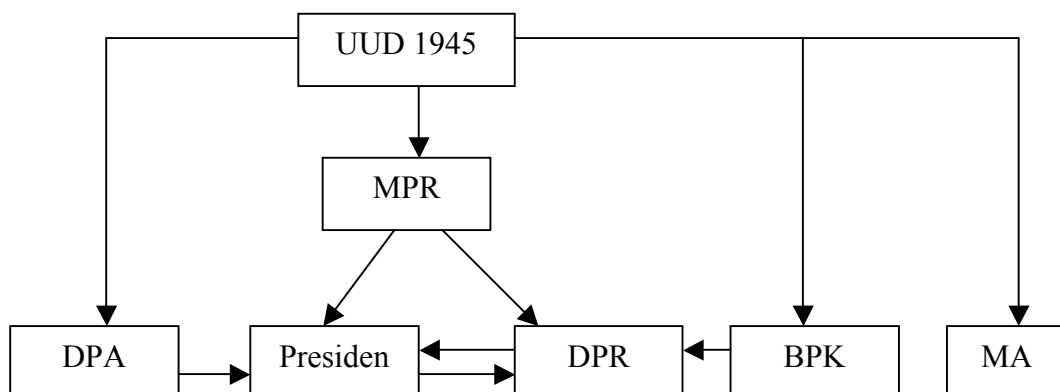 UUD 1945
MPR
DPA
Presiden
DPR
BPK
MA